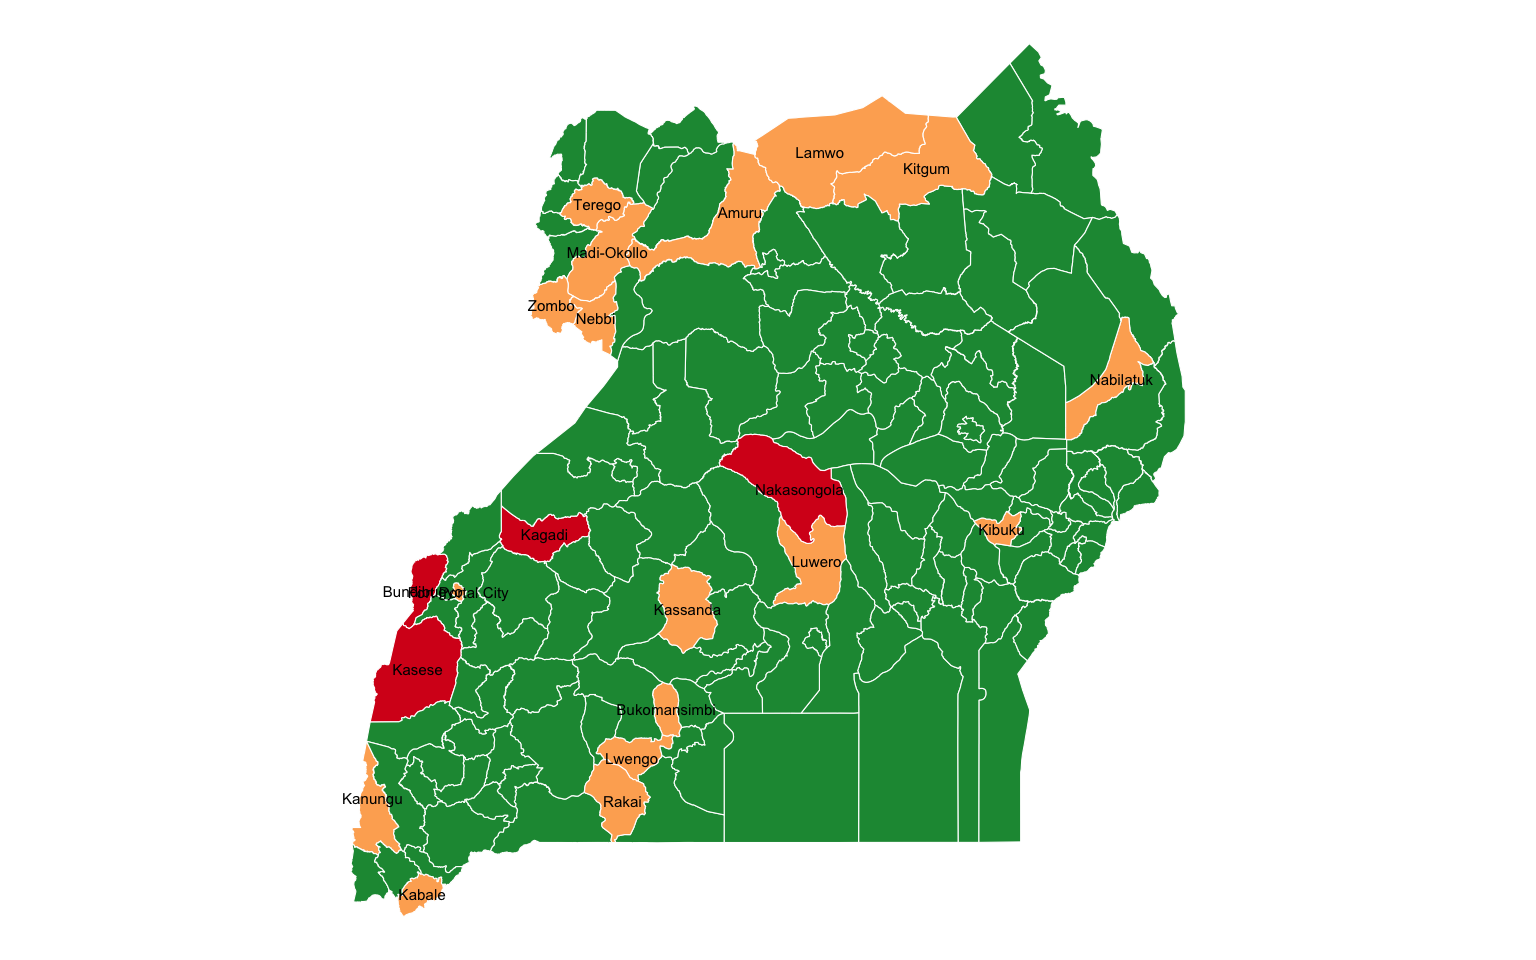 Lamwo
Kitgum
Terego
Amuru
Madi-Okollo
Zombo
Nebbi
Nabilatuk
Nakasongola
Kibuku
Kagadi
Luwero
Bundibugyo
Fort Portal City
Kassanda
Kasese
Bukomansimbi
Lwengo
Kanungu
Rakai
Kabale